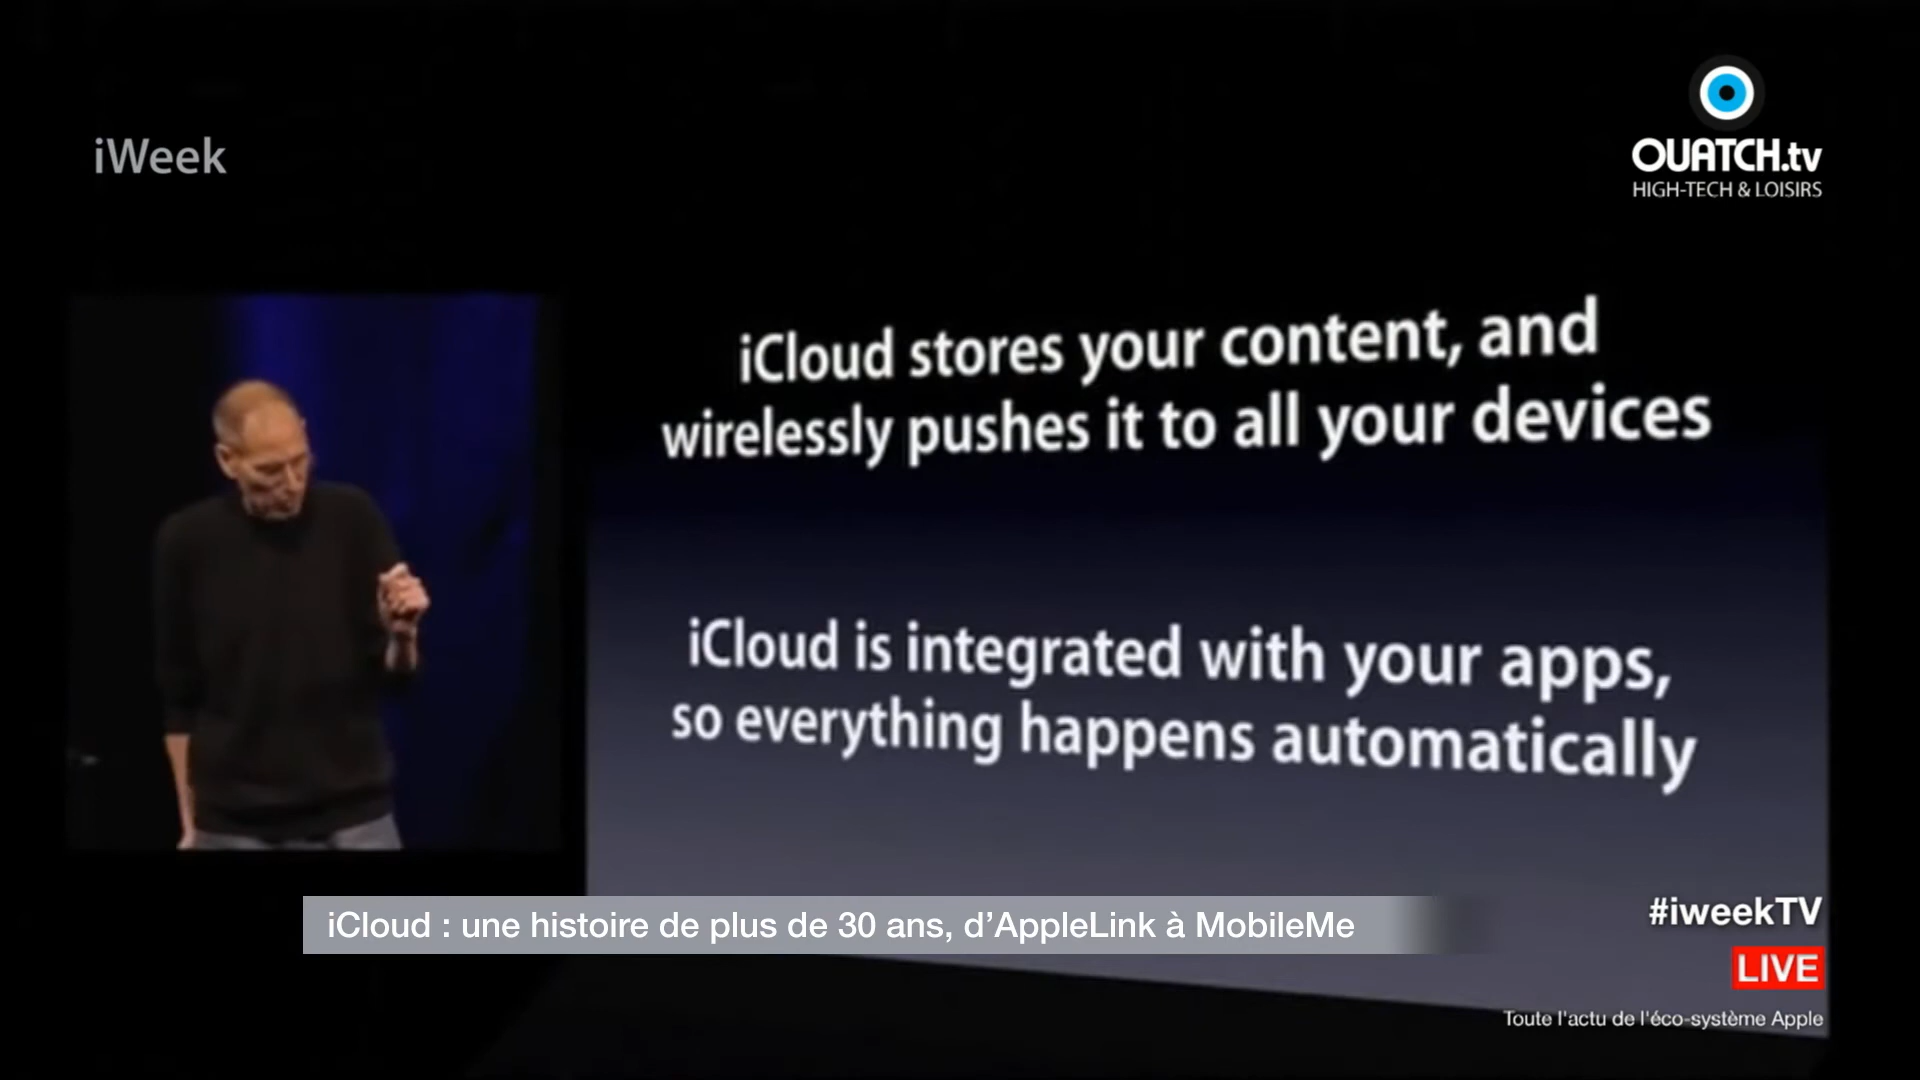 iWeek
OUATCH.tv
HIGH-TECH & LOISIRS
iCloud stores your content, and
wirelessly pushes it to all your devices
iCloud is integrated with your apps,
so everything happens automatically
iCloud : une histoire de plus de 30 ans, d’AppleLink à MobileMe
#iweekTV
LIVE
Toute l'actu de l'éco-système Apple